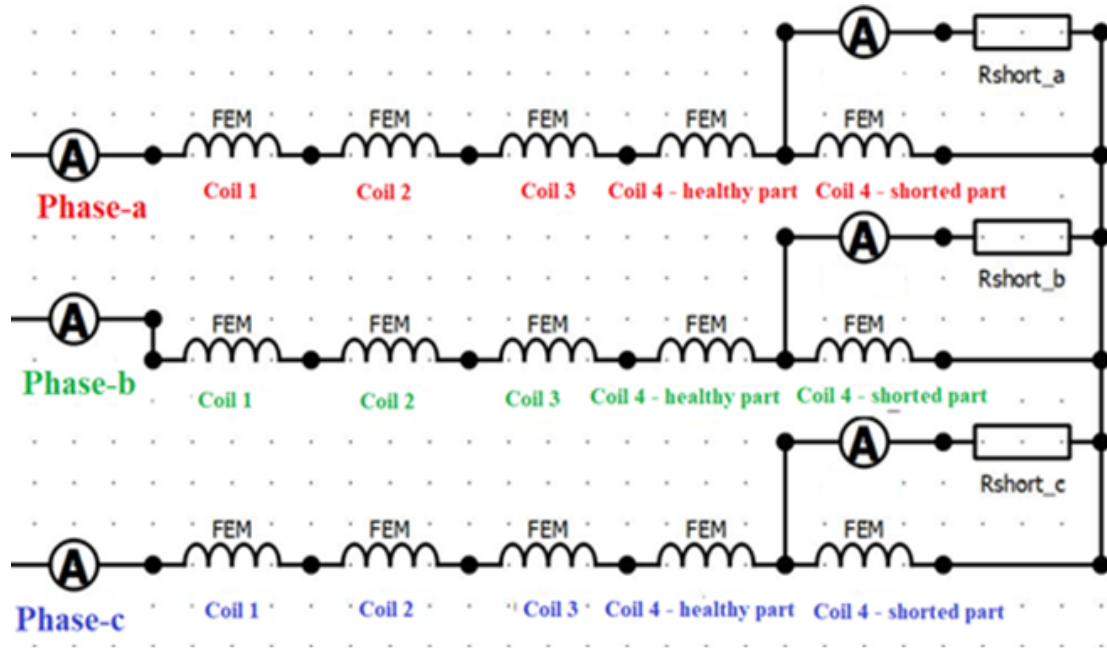 A
Rshort_a
FEM FEM FEM FEM FEM
A
Coil 1 Coil 2 Coil 3 Coil 4 - healthy part Coil 4 - shorted part
Phase-a
A
Rshort_b
A
FEM FEM FEM FEM FEM
Phase-b
Coil 1 Coil 2 Coil 3 Coil 4 - healthy part Coil 4 - shorted part
A
Rshort_c
FEM FEM FEM FEM FEM
A
Coil 1 Coil 2 Coil 3 Coil 4 - healthy part Coil 4 - shorted part
Phase-c